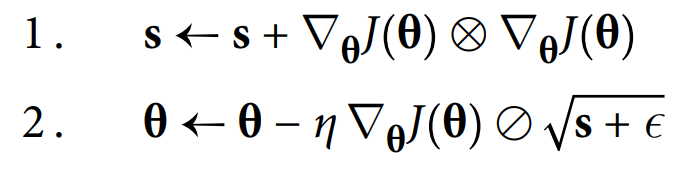 1. s ← s + ∇θJ(θ) ⊗ ∇θJ(θ)
2. θ ← θ − η ∇θJ(θ) ⊘ √s + ϵ